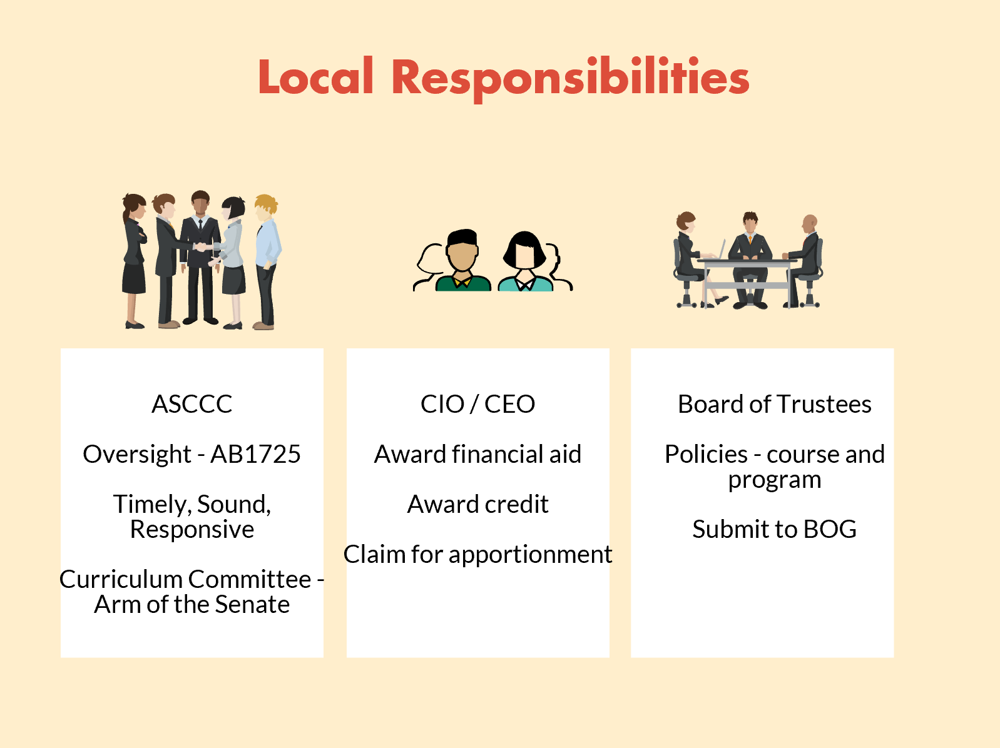 Local Responsibilities
ASCCC
Oversight - AB1725
Timely, Sound,
Responsive
Curriculum Committee -
Arm of the Senate
CIO / CEO
Award financial aid
Award credit
Claim for apportionment
Board of Trustees
Policies - course and
program
Submit to BOG